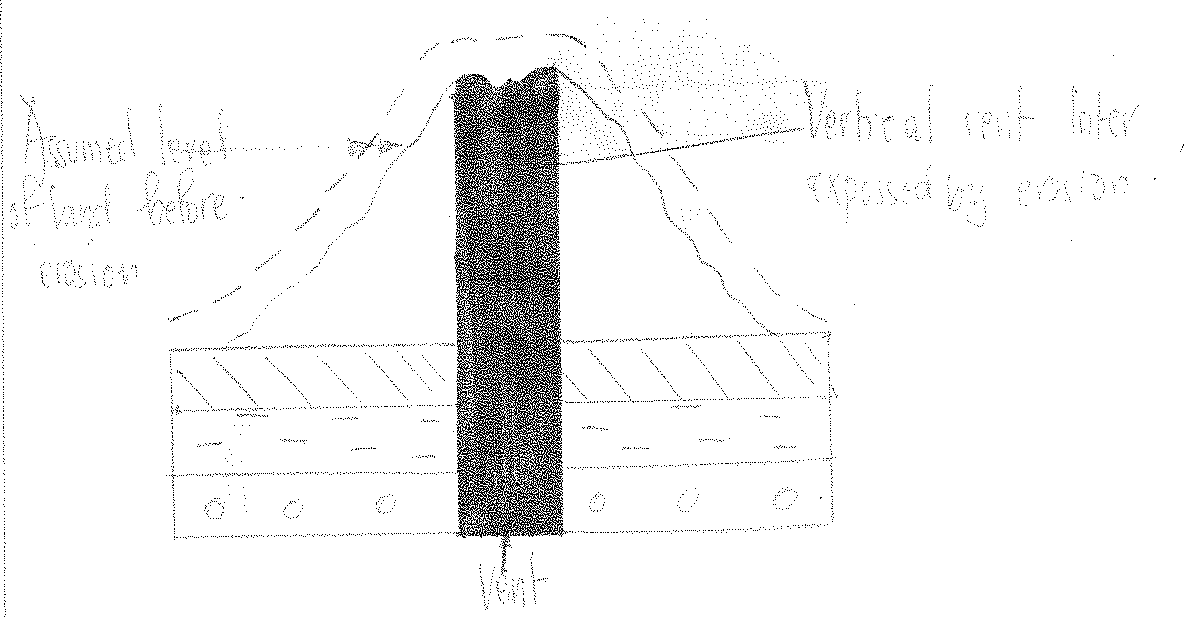 Assumed level
of land before
erosion
Vertical vent later
exposed by erosion
Vent